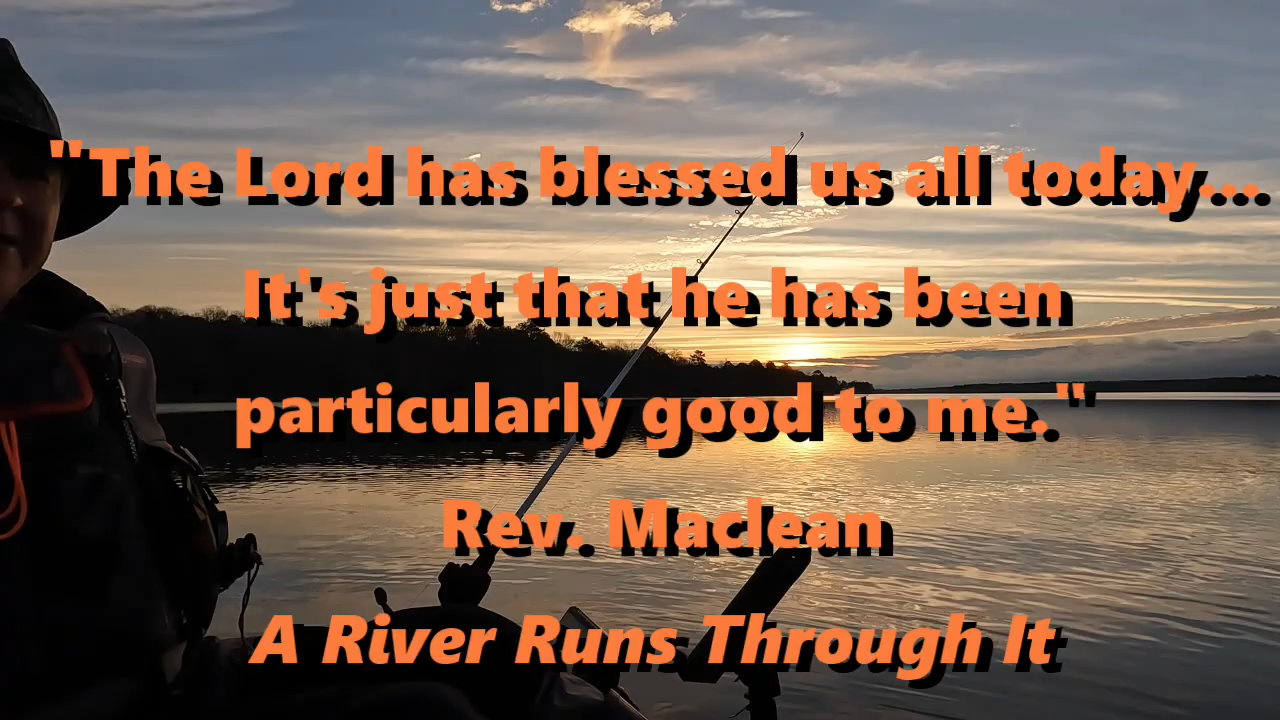 "The Lord has blessed us all today...
It's just that he has been
particularly good to me."
Rev. Maclean
A River Runs Through It